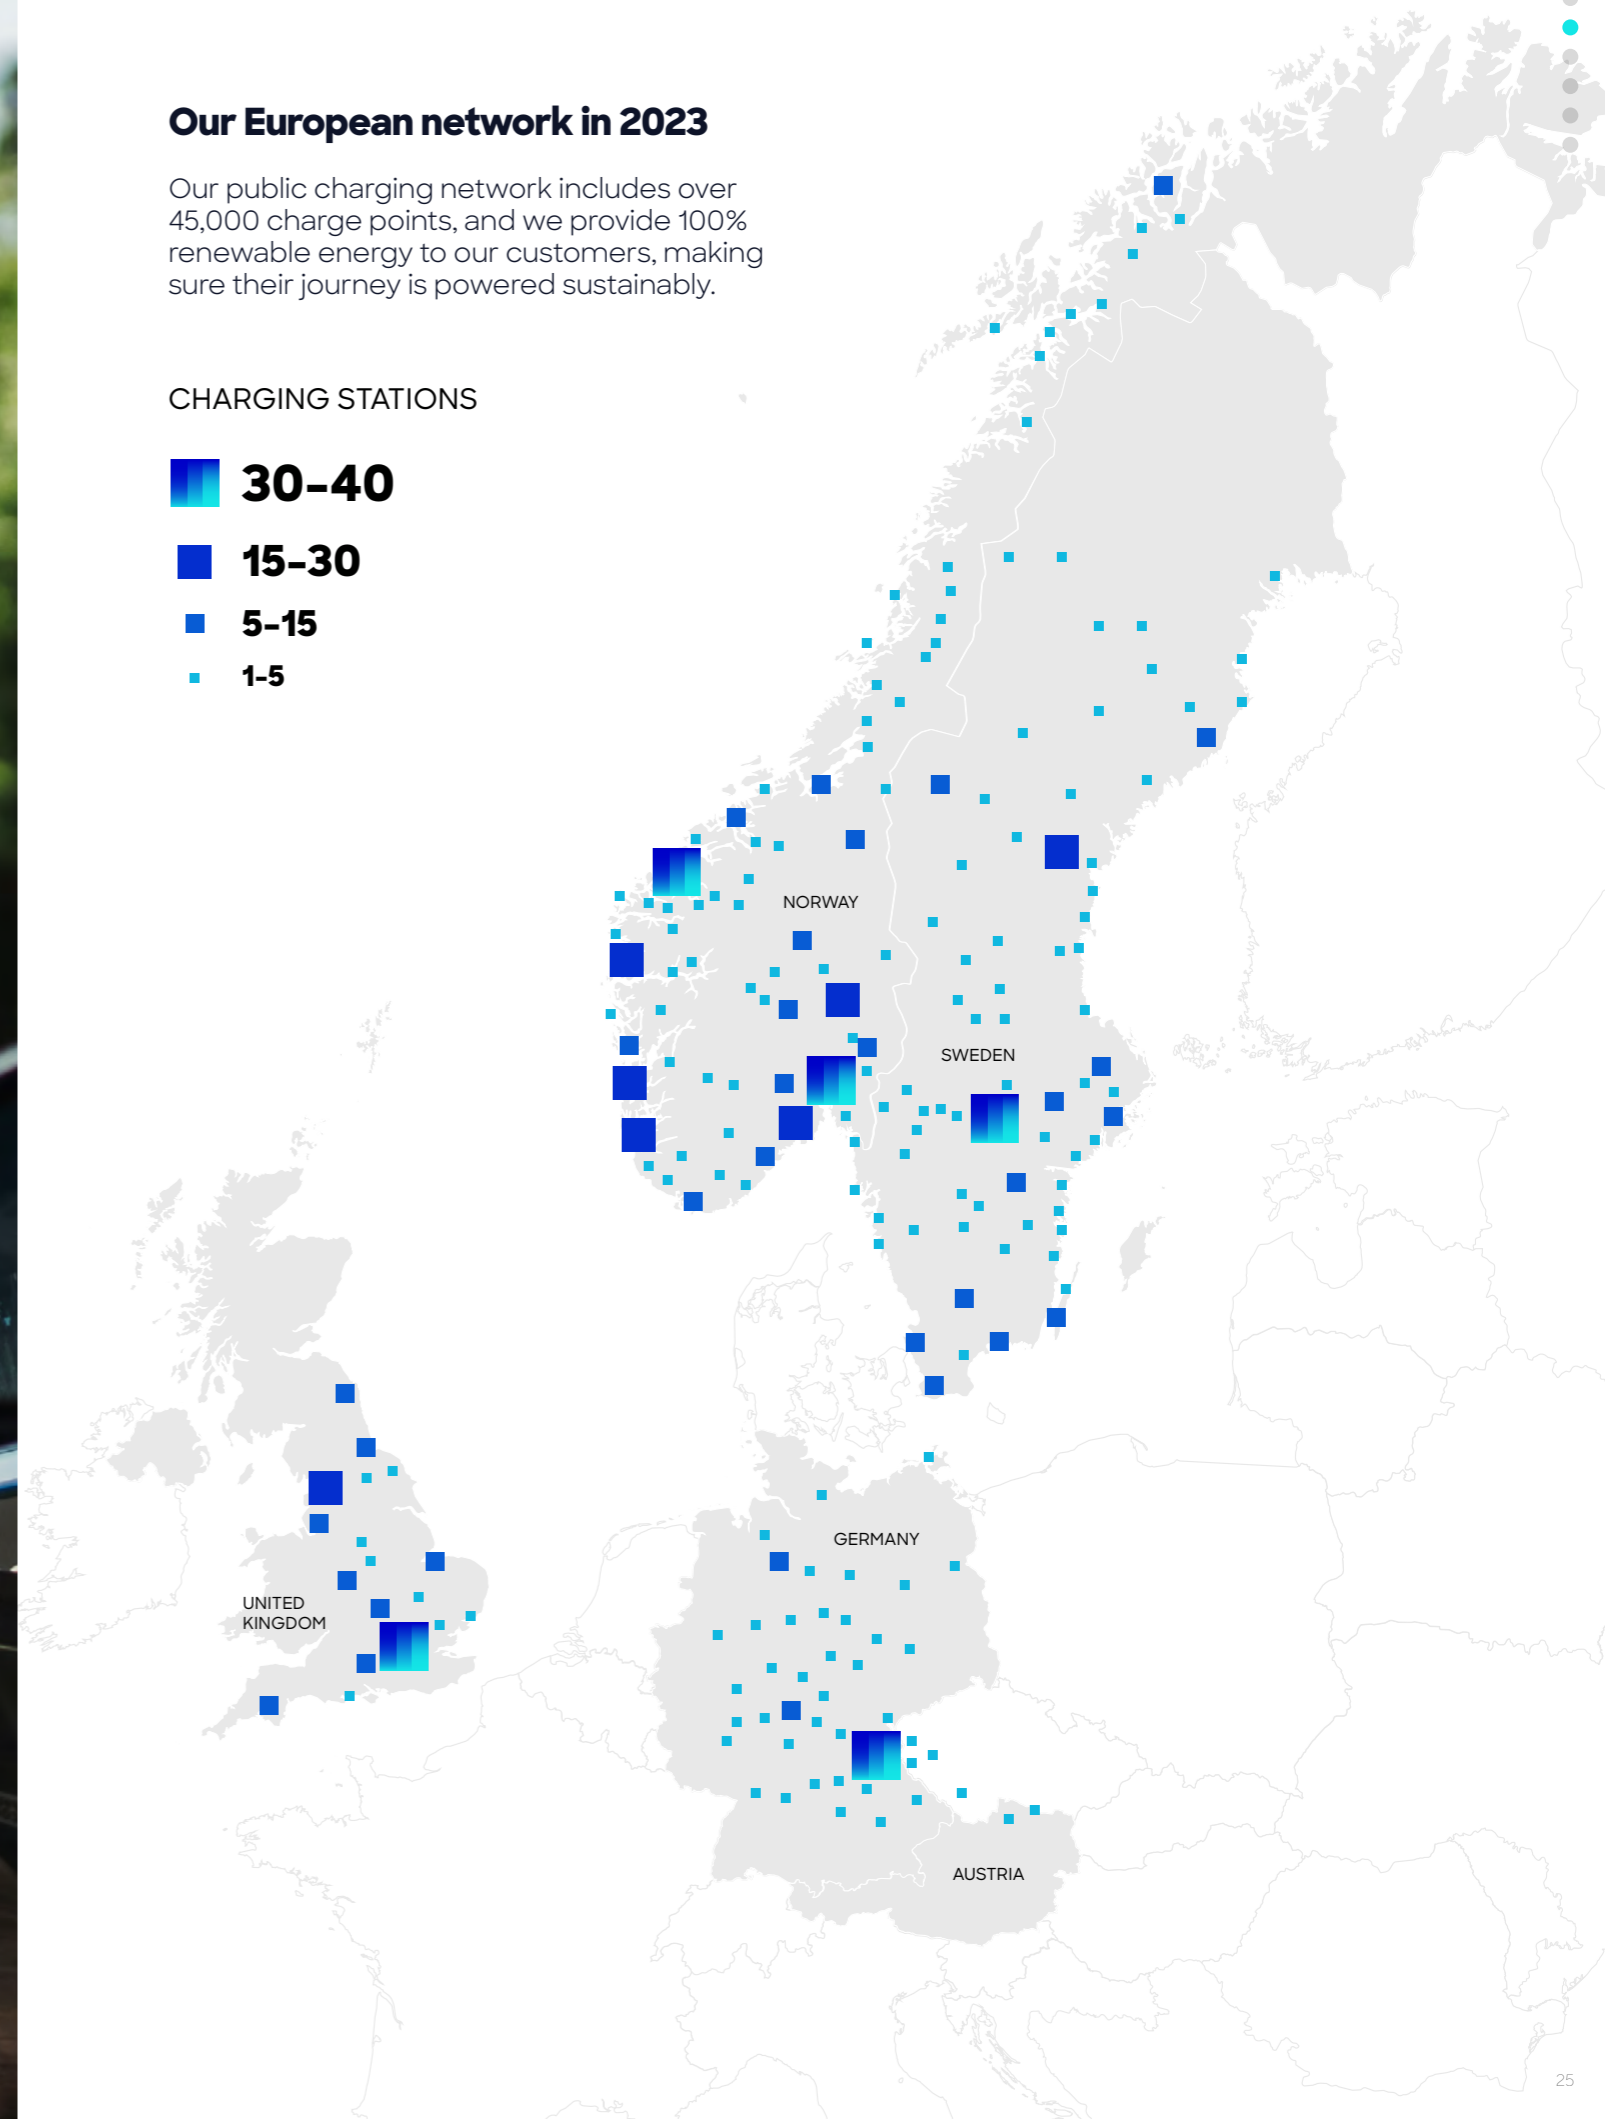 Our European network in 2023
Our public charging network includes over
45,000 charge points, and we provide 100%
renewable energy to our customers, making
sure their journey is powered sustainably.
CHARGING STATIONS
30–40
15–30
5–15
1–5
NORWAY
SWEDEN
GERMANY
UNITED
KINGDOM
AUSTRIA
25